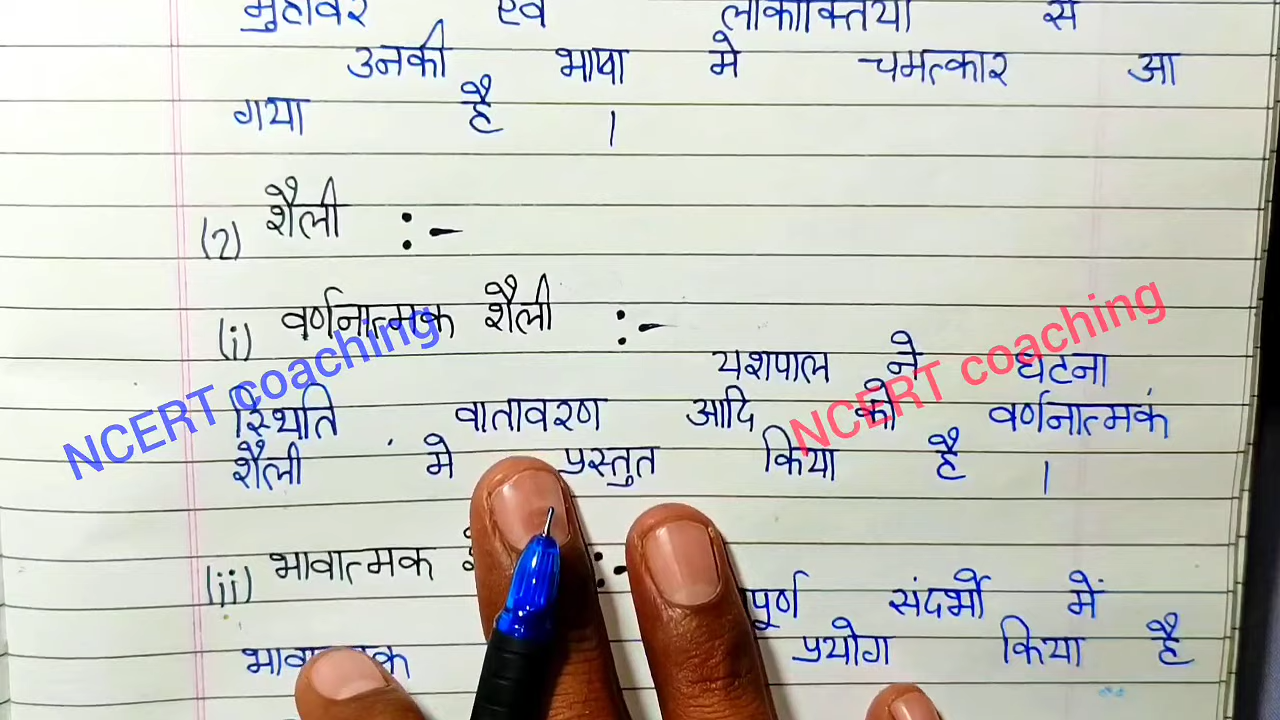 मुहावरे एवं लोकोक्तियों से
उनकी भाषा मे चमत्कार आ
गया है ।
(2) शैली :-
(i) वर्णनात्मक शैली :-
यशपाल ने घटना
स्थिति वातावरण आदि को वर्णनात्मक
शैली मे प्रस्तुत किया है ।
(ii) भावात्मक :-
पूर्ण संदर्भो में
प्रयोग किया है
NCERT coaching
NCERT coaching